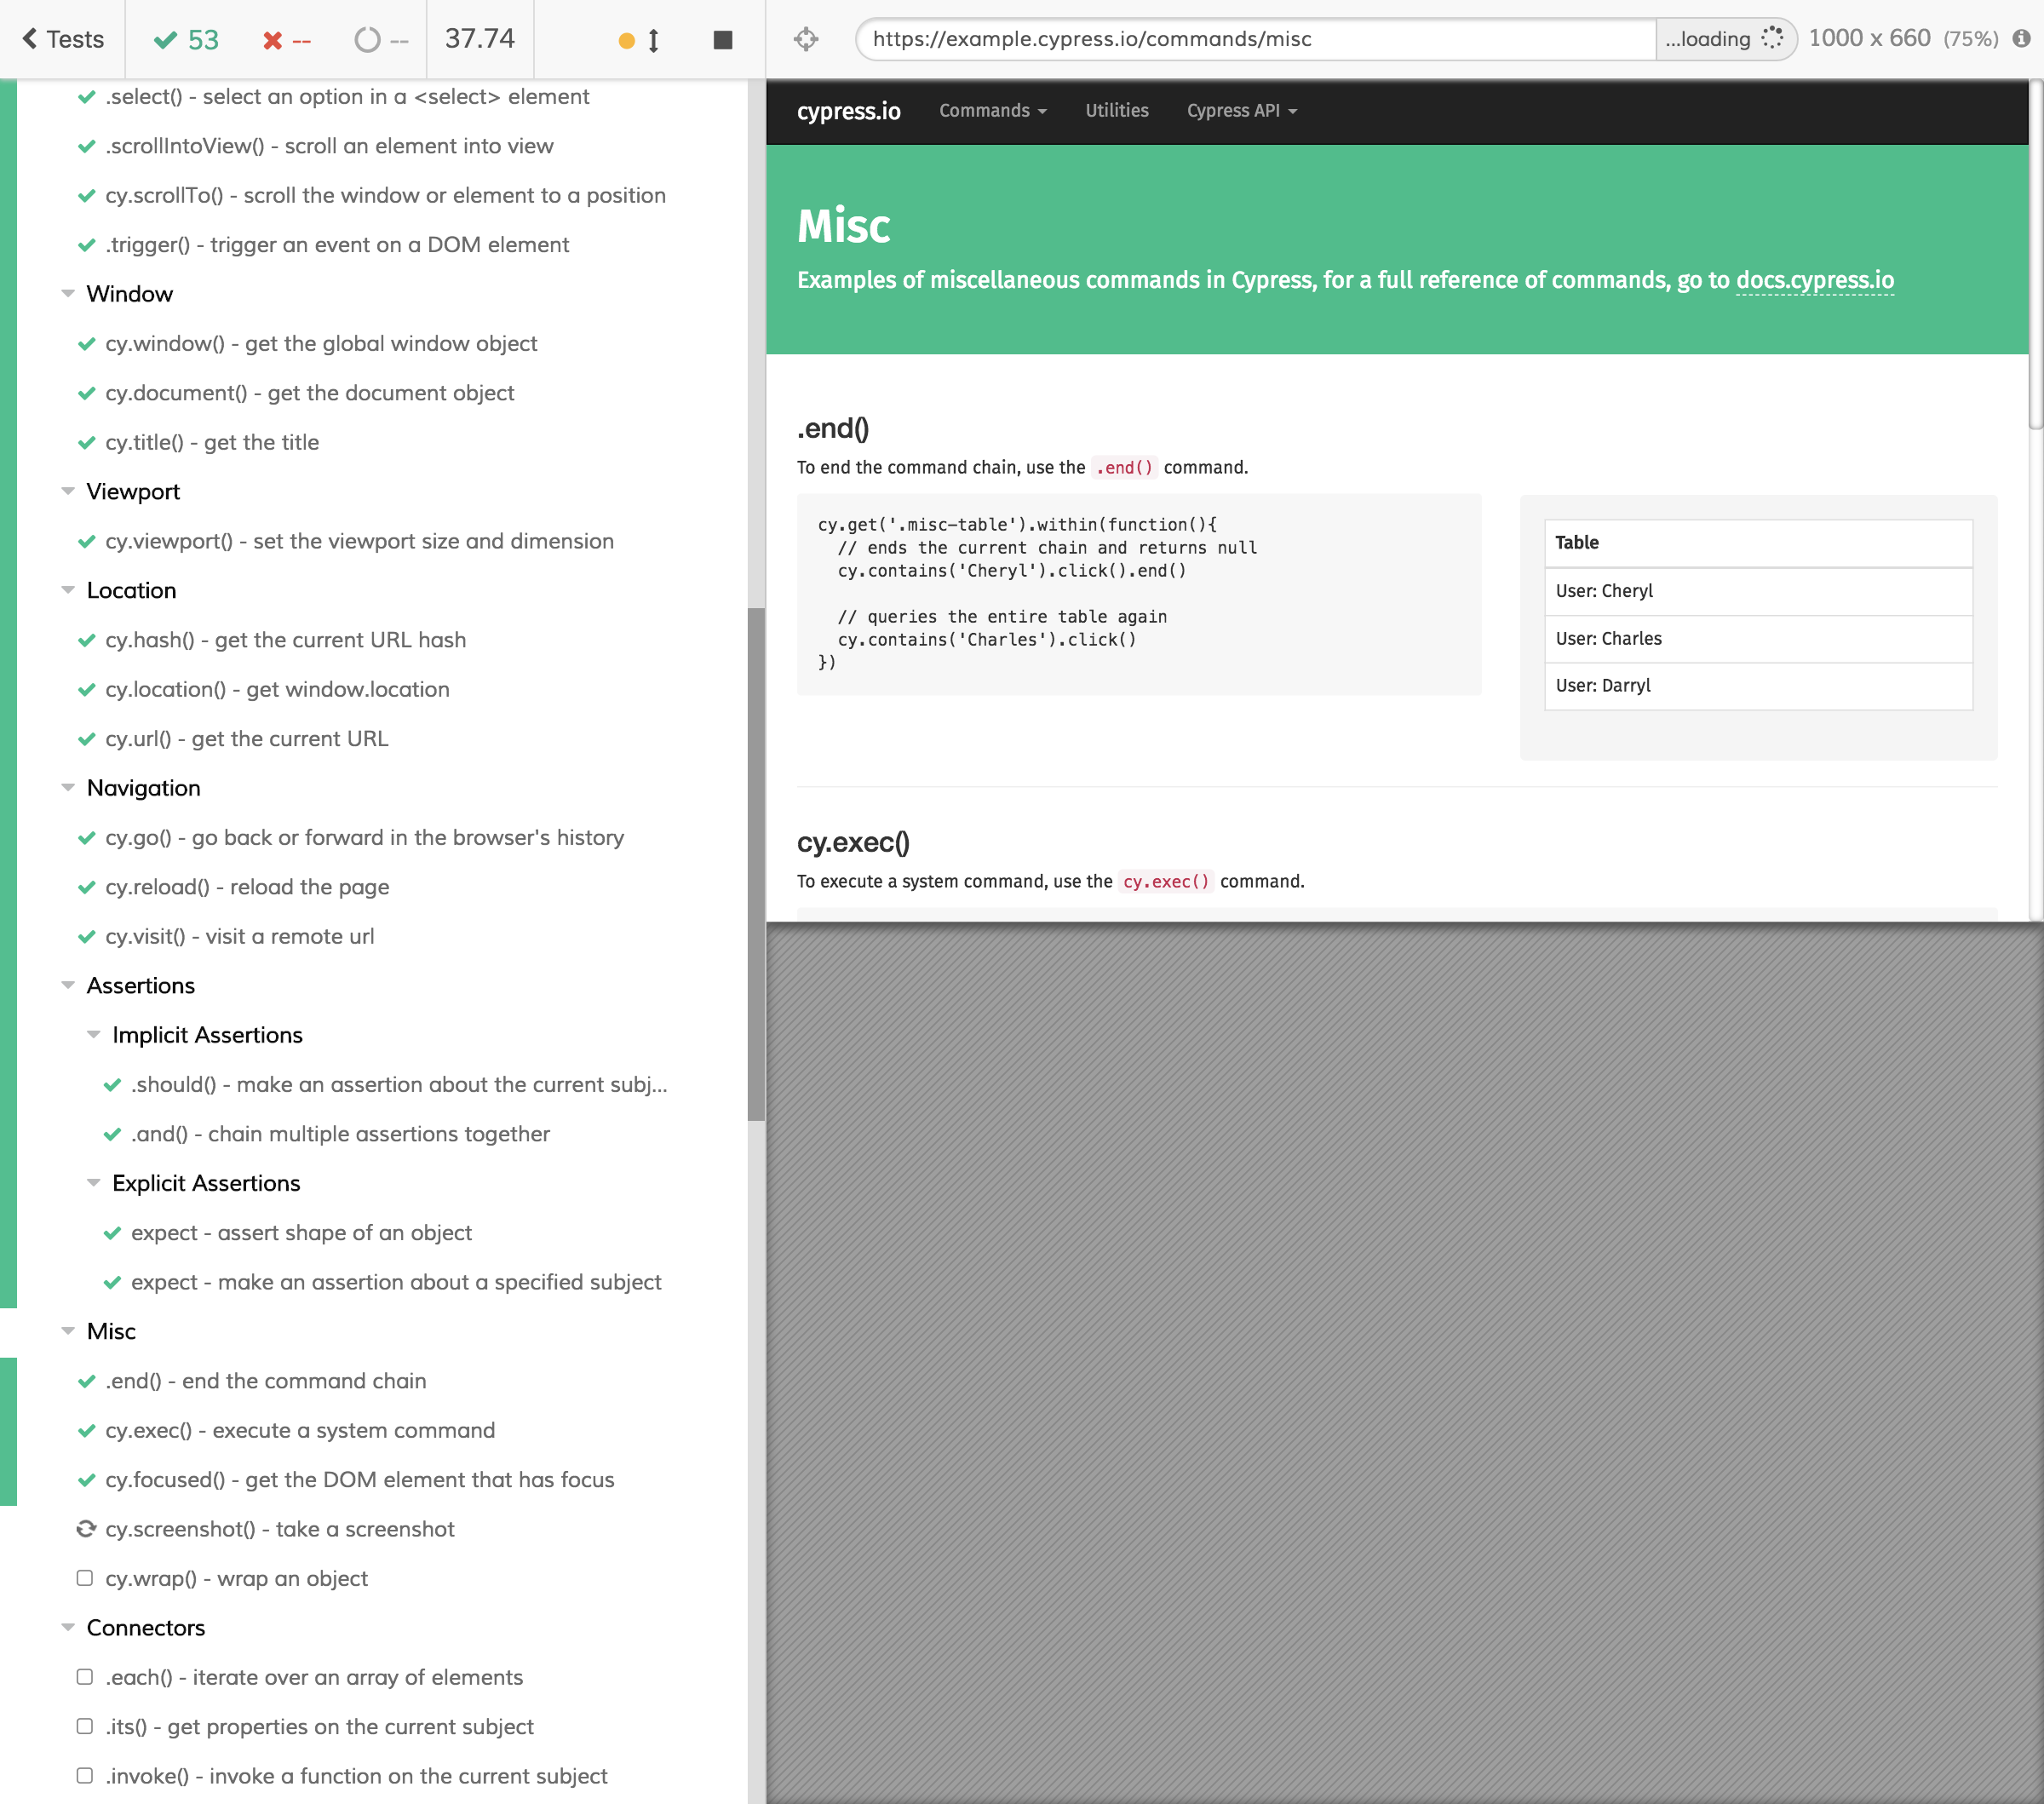 Tests
53
--
--
37.74
https://example.cypress.io/commands/misc
...loading
1000 x 660 (75%)
.select() - select an option in a <select> element
.scrollIntoView() - scroll an element into view
cy.scrollTo() - scroll the window or element to a position
.trigger() - trigger an event on a DOM element
Window
cy.window() - get the global window object
cy.document() - get the document object
cy.title() - get the title
Viewport
cy.viewport() - set the viewport size and dimension
Location
cy.hash() - get the current URL hash
cy.location() - get window.location
cy.url() - get the current URL
Navigation
cy.go() - go back or forward in the browser's history
cy.reload() - reload the page
cy.visit() - visit a remote url
Assertions
Implicit Assertions
.should() - make an assertion about the current subj...
.and() - chain multiple assertions together
Explicit Assertions
expect - assert shape of an object
expect - make an assertion about a specified subject
Misc
.end() - end the command chain
cy.exec() - execute a system command
cy.focused() - get the DOM element that has focus
cy.screenshot() - take a screenshot
cy.wrap() - wrap an object
Connectors
.each() - iterate over an array of elements
.its() - get properties on the current subject
.invoke() - invoke a function on the current subject
cypress.io
Commands
Utilities
Cypress API
Misc
Examples of miscellaneous commands in Cypress, for a full reference of commands, go to docs.cypress.io
.end()
To end the command chain, use the .end() command.
cy.get('.misc-table').within(function(){
// ends the current chain and returns null
cy.contains('Cheryl').click().end()
// queries the entire table again
cy.contains('Charles').click()
})
Table
User: Cheryl
User: Charles
User: Darryl
cy.exec()
To execute a system command, use the cy.exec() command.